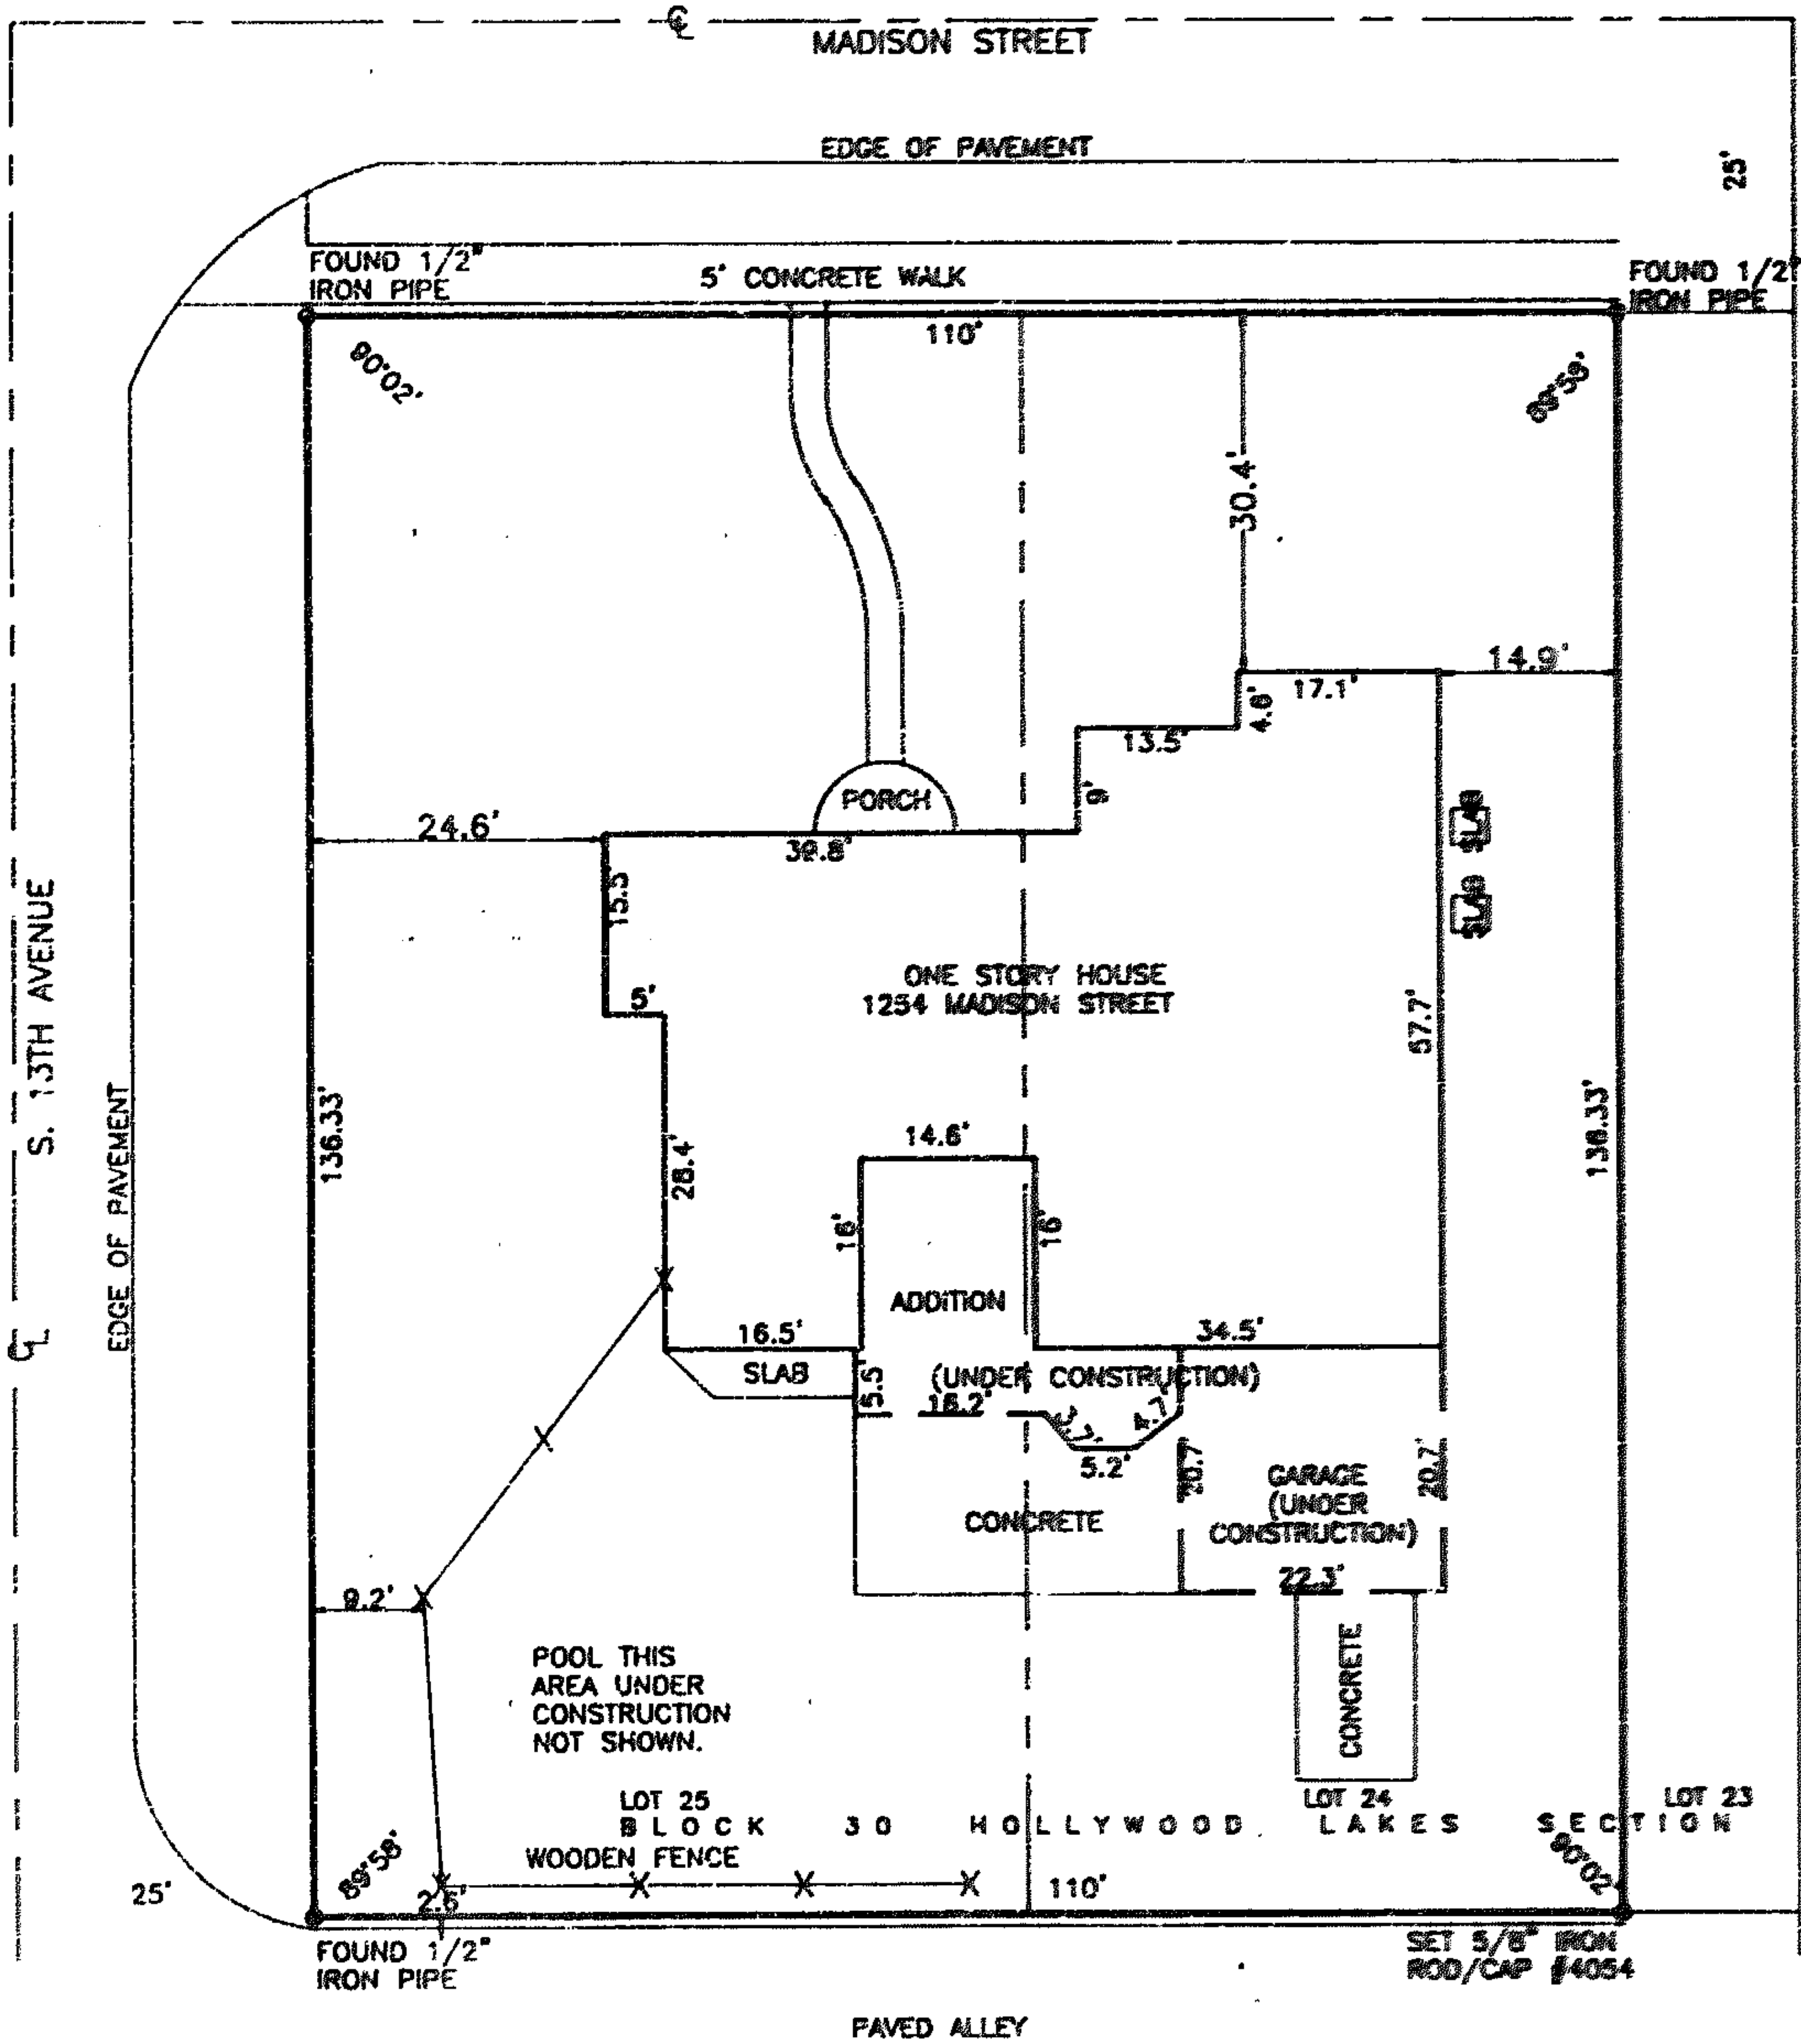 ℄
MADISON STREET
EDGE OF PAVEMENT
25'
FOUND 1/2"
IRON PIPE
5' CONCRETE WALK
FOUND 1/2"
IRON PIPE
110'
90°02'
30.4'
14.9'
17.1'
4.6'
13.5'
9'
PORCH
24.6'
39.8'
15.5'
SLAB
SLAB
S. 13TH AVENUE
℄
EDGE OF PAVEMENT
5'
ONE STORY HOUSE
1254 MADISON STREET
57.7'
136.33'
136.33'
28.4'
14.6'
16'
16'
ADDITION
16.5'
34.5'
SLAB
5.5'
(UNDER CONSTRUCTION)
16.2'
3.7'
4.7'
5.2'
20.7'
20.7'
GARAGE
(UNDER
CONSTRUCTION)
CONCRETE
22.3'
9.2'
CONCRETE
POOL THIS
AREA UNDER
CONSTRUCTION
NOT SHOWN.
LOT 25
LOT 24
LOT 23
BLOCK 30 HOLLYWOOD LAKES SECTION
WOODEN FENCE
89°58'
90°02'
25'
2.6'
110'
FOUND 1/2"
IRON PIPE
SET 5/8" IRON
ROD/CAP #4054
PAVED ALLEY